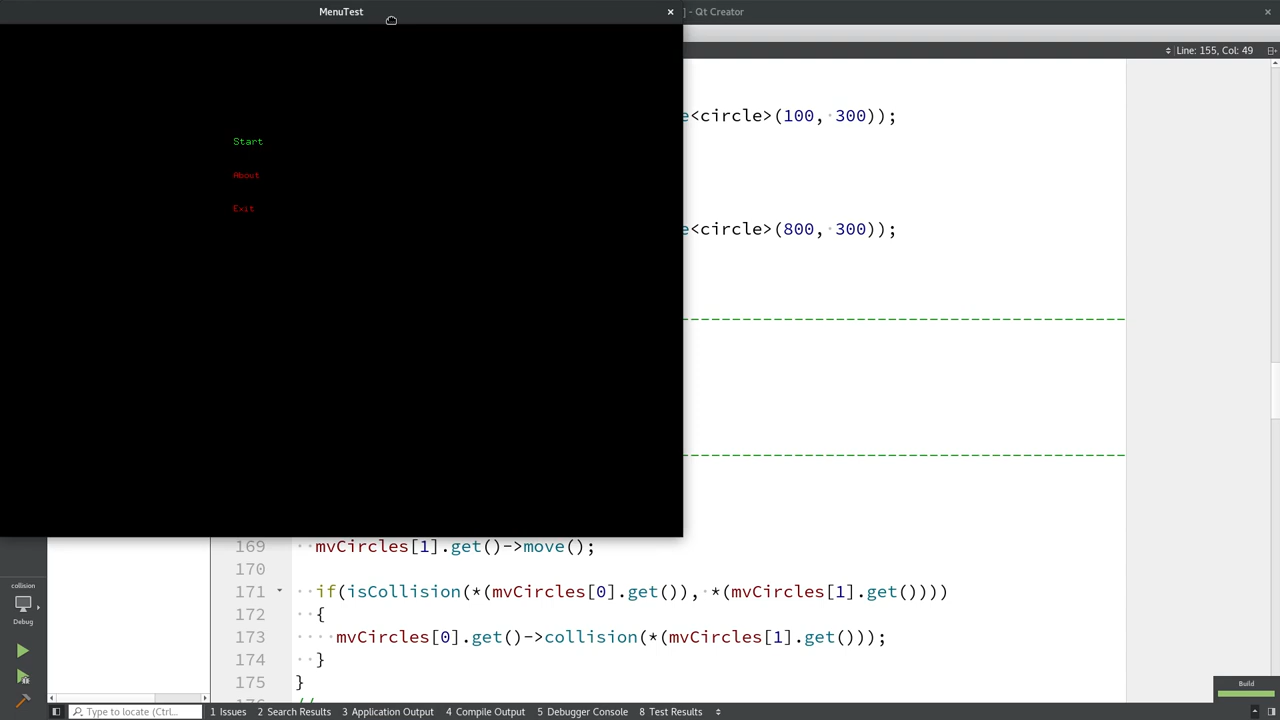 MenuTest
×
] - Qt Creator
×
Line: 155, Col: 49
e<circle>(100, 300));
Start
About
Exit
e<circle>(800, 300));
169 mvCircles[1].get()->move();
170
171 if(isCollision(*(mvCircles[0].get()), *(mvCircles[1].get())))
172 {
173 mvCircles[0].get()->collision(*(mvCircles[1].get()));
174 }
175 }
collision
Debug
Build
Type to locate (Ctrl...
1 Issues
2 Search Results
3 Application Output
4 Compile Output
5 Debugger Console
8 Test Results